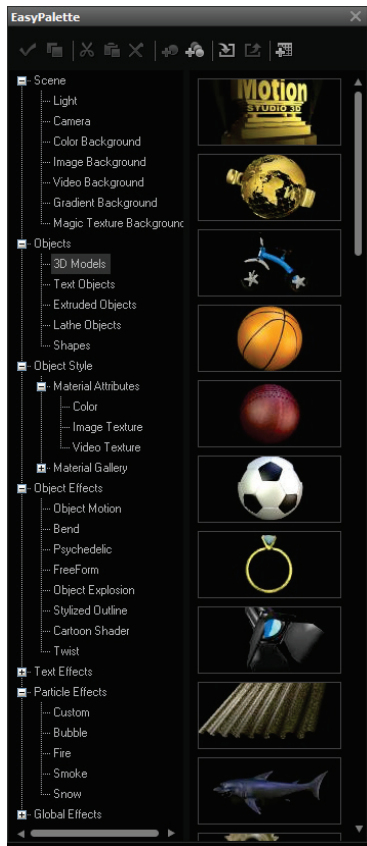 EasyPalette
Scene
Light
Camera
Color Background
Image Background
Video Background
Gradient Background
Magic Texture Background
Objects
3D Models
Text Objects
Extruded Objects
Lathe Objects
Shapes
Object Style
Material Attributes
Color
Image Texture
Video Texture
Material Gallery
Object Effects
Object Motion
Bend
Psychedelic
FreeForm
Object Explosion
Stylized Outline
Cartoon Shader
Twist
Text Effects
Particle Effects
Custom
Bubble
Fire
Smoke
Snow
Global Effects
Motion
STUDIO 3D